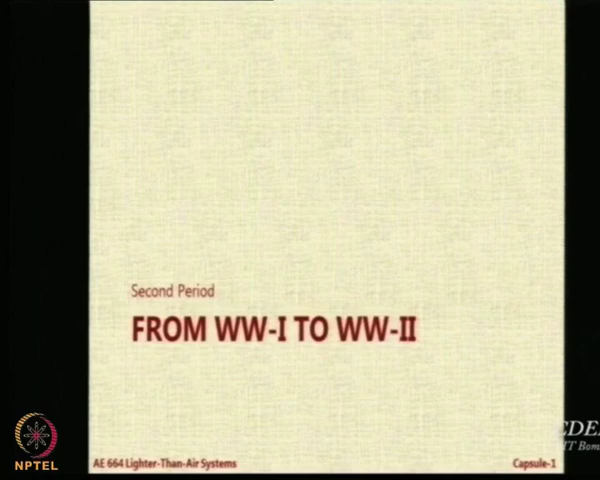 Second Period
FROM WW-I TO WW-II
NPTEL
AE 664 Lighter-Than-Air Systems
Capsule-1